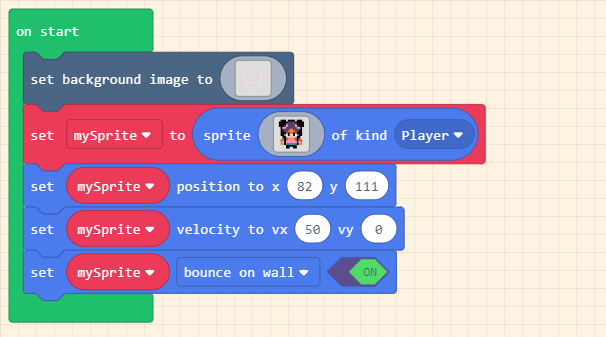 on start
set background image to
set mySprite to sprite of kind Player
set mySprite position to x 82 y 111
set mySprite velocity to vx 50 vy 0
set mySprite bounce on wall ON